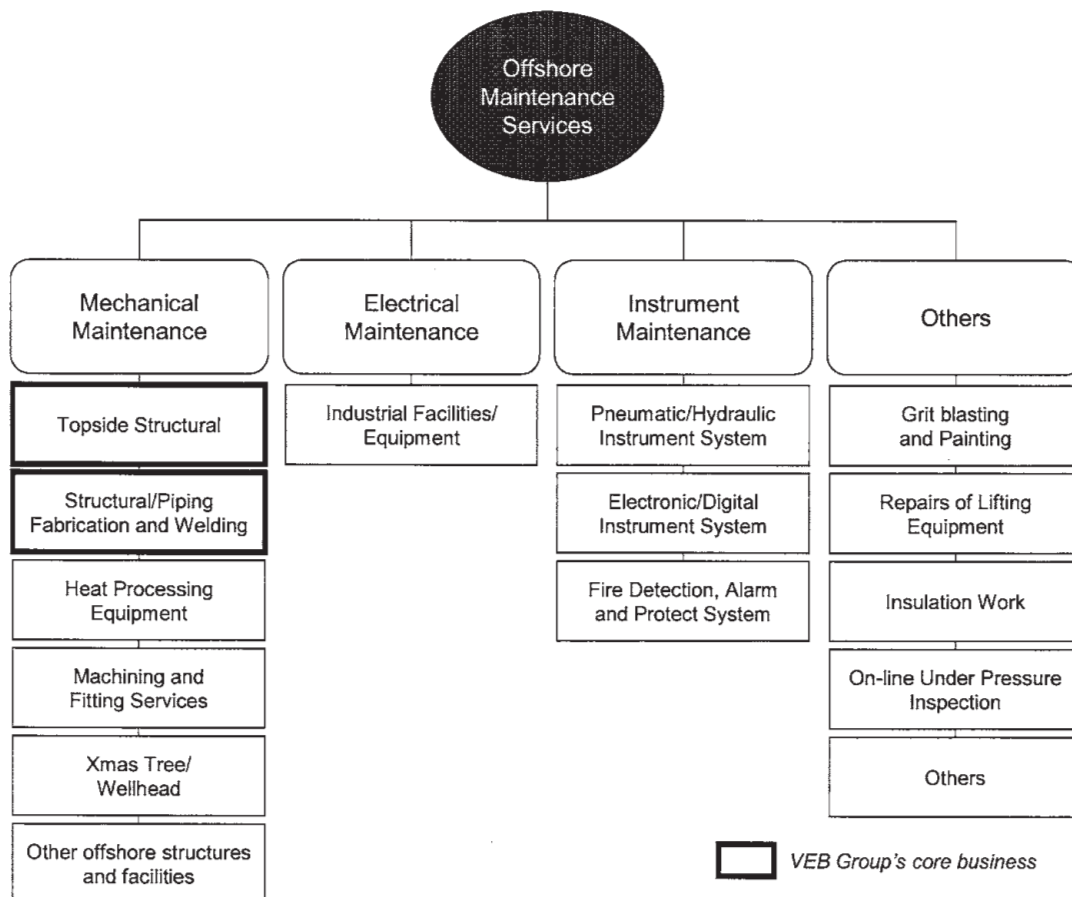 Offshore
Maintenance
Services
Mechanical
Maintenance
Electrical
Maintenance
Instrument
Maintenance
Others
Topside Structural
Structural/Piping
Fabrication and Welding
Heat Processing
Equipment
Machining and
Fitting Services
Xmas Tree/
Wellhead
Other offshore structures
and facilities
Industrial Facilities/
Equipment
Pneumatic/Hydraulic
Instrument System
Electronic/Digital
Instrument System
Fire Detection, Alarm
and Protect System
Grit blasting
and Painting
Repairs of Lifting
Equipment
Insulation Work
On-line Under Pressure
Inspection
Others
VEB Group's core business